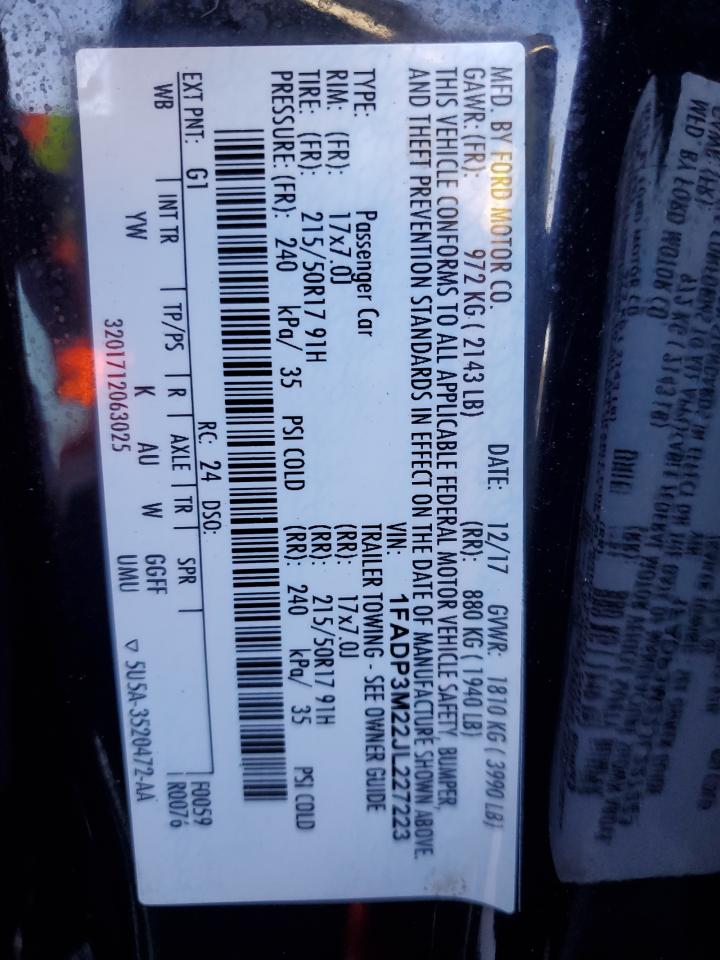 MFD. BY FORD MOTOR CO.
DATE: 12/17 GVWR: 1810 KG ( 3990 LB)
GAWR: (FR): 972 KG ( 2143 LB) (RR): 880 KG ( 1940 LB)
THIS VEHICLE CONFORMS TO ALL APPLICABLE FEDERAL MOTOR VEHICLE SAFETY, BUMPER,
AND THEFT PREVENTION STANDARDS IN EFFECT ON THE DATE OF MANUFACTURE SHOWN ABOVE.
VIN: 1FADP3M22JL227223
TYPE: Passenger Car TRAILER TOWING - SEE OWNER GUIDE
RIM: (FR): 17x7.0J (RR): 17x7.0J
TIRE: (FR): 215/50R17 91H (RR): 215/50R17 91H
PRESSURE: (FR): 240 kPa/ 35 PSI COLD (RR): 240 kPa/ 35 PSI COLD
EXT PNT: G1 RC: 24 DSO: F0059
WB INT TR TP/PS R AXLE TR SPR R0076
YW K AU W GGFF
UMU
3201712063025 ▽ 5U5A-3520472-AA